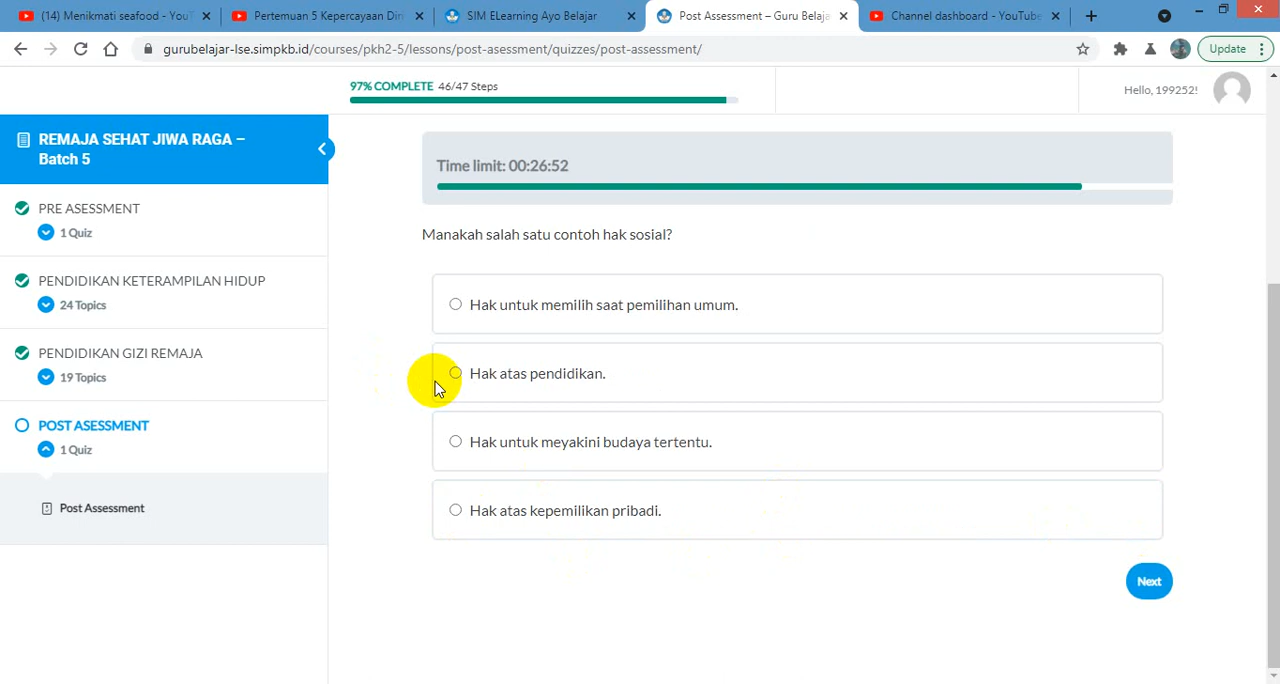 (14) Menikmati seafood - YouT
Pertemuan 5 Kepercayaan Diri
SIM ELearning Ayo Belajar
Post Assessment – Guru Belaja
Channel dashboard - YouTube
gurubelajar-lse.simpkb.id/courses/pkh2-5/lessons/post-asessment/quizzes/post-assessment/
Update
97% COMPLETE 46/47 Steps
Hello, 199252!
REMAJA SEHAT JIWA RAGA –
Batch 5
PRE ASESSMENT
1 Quiz
PENDIDIKAN KETERAMPILAN HIDUP
24 Topics
PENDIDIKAN GIZI REMAJA
19 Topics
POST ASESSMENT
1 Quiz
Post Assessment
Time limit: 00:26:52
Manakah salah satu contoh hak sosial?
Hak untuk memilih saat pemilihan umum.
Hak atas pendidikan.
Hak untuk meyakini budaya tertentu.
Hak atas kepemilikan pribadi.
Next